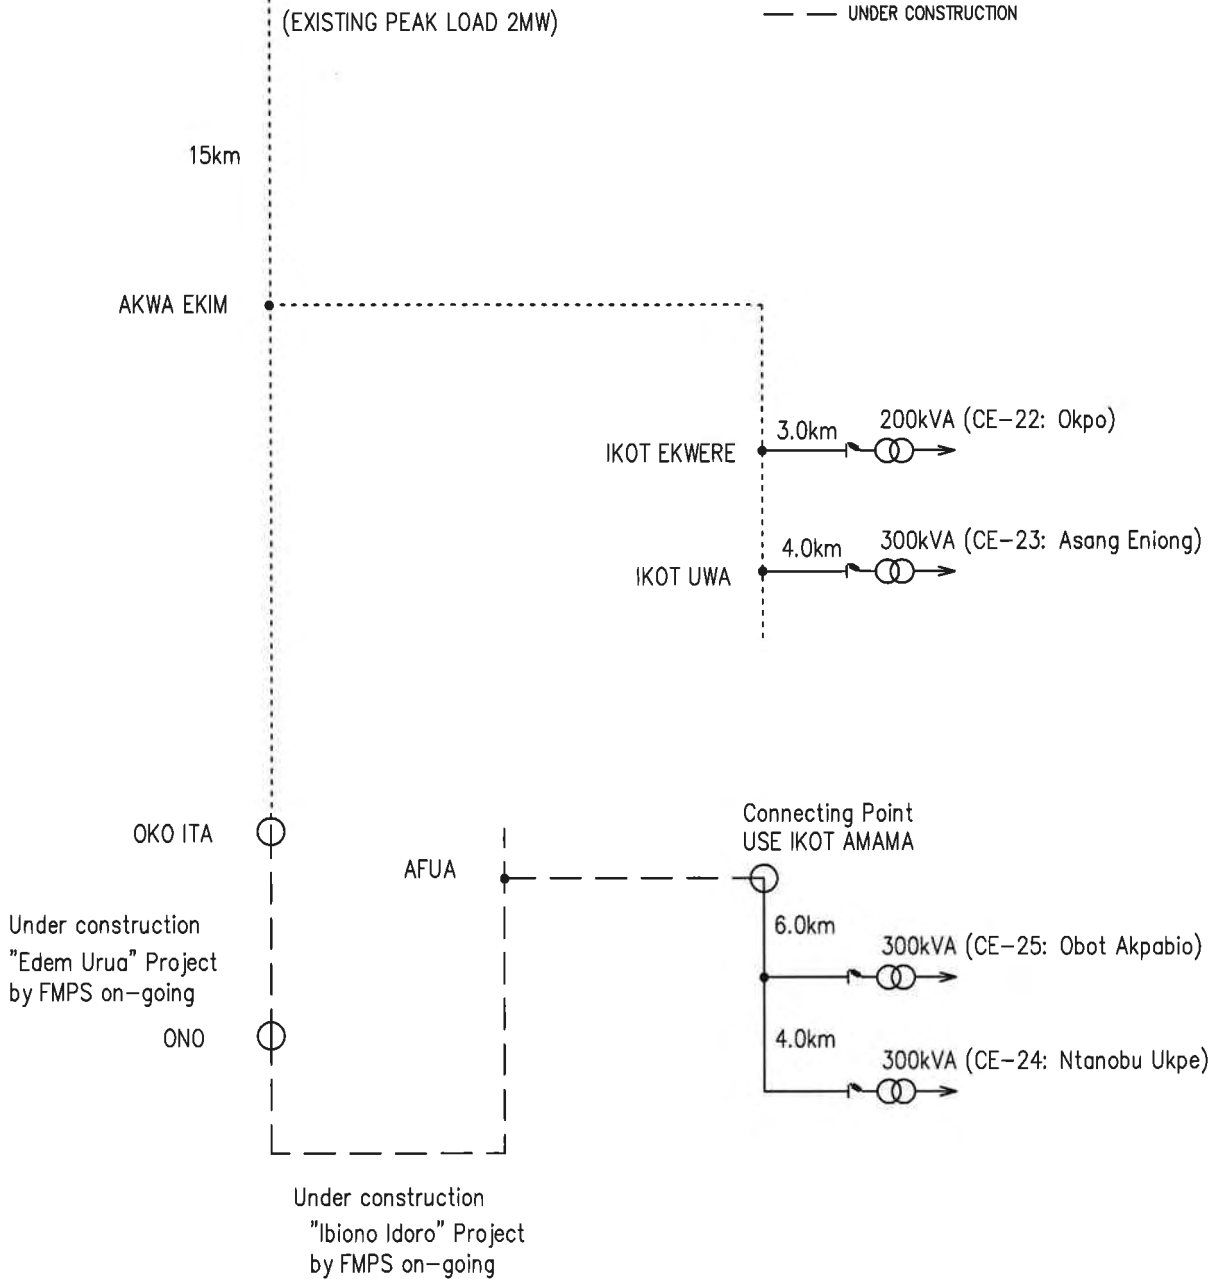 (EXISTING PEAK LOAD 2MW)
UNDER CONSTRUCTION
15km
AKWA EKIM
IKOT EKWERE
3.0km
200kVA (CE-22: Okpo)
IKOT UWA
4.0km
300kVA (CE-23: Asang Eniong)
OKO ITA
AFUA
Connecting Point
USE IKOT AMAMA
Under construction
"Edem Urua" Project
by FMPS on-going
6.0km
300kVA (CE-25: Obot Akpabio)
ONO
4.0km
300kVA (CE-24: Ntanobu Ukpe)
Under construction
"Ibiono Idoro" Project
by FMPS on-going